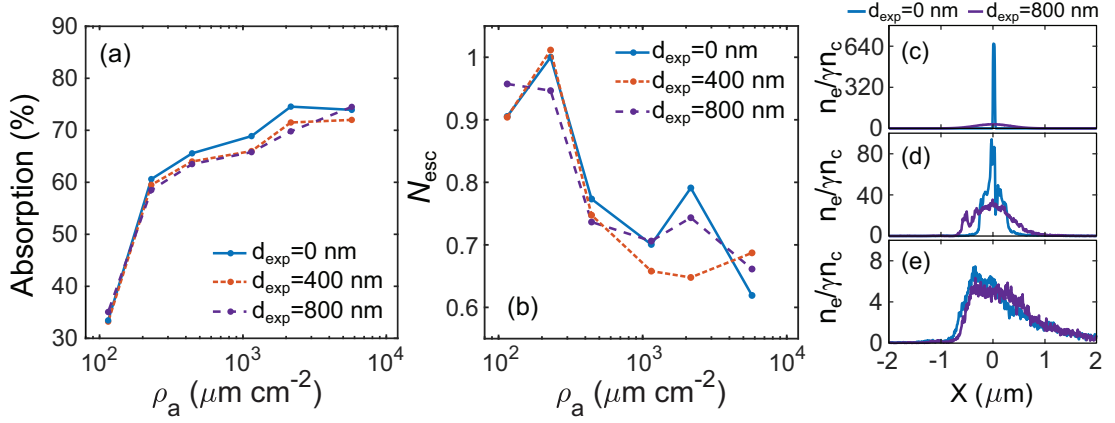 (a)
Absorption (%)
90
80
70
60
50
40
30
d_exp=0 nm
d_exp=400 nm
d_exp=800 nm
10^2
10^3
10^4
ρ_a (μm cm^-2)
(b)
N_esc
1
0.9
0.8
0.7
0.6
d_exp=0 nm
d_exp=400 nm
d_exp=800 nm
10^2
10^3
10^4
ρ_a (μm cm^-2)
d_exp=0 nm
d_exp=800 nm
(c)
n_e/γn_c
640
320
0
(d)
n_e/γn_c
80
40
0
(e)
n_e/γn_c
8
4
0
-2
-1
0
1
2
X (μm)